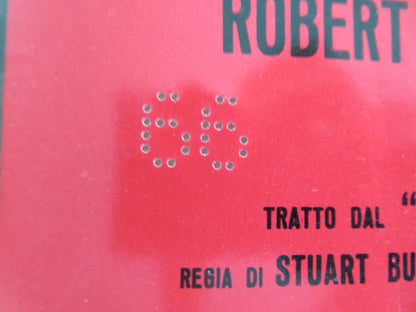 ROBERT
66
TRATTO DAL "
REGIA DI STUART BU